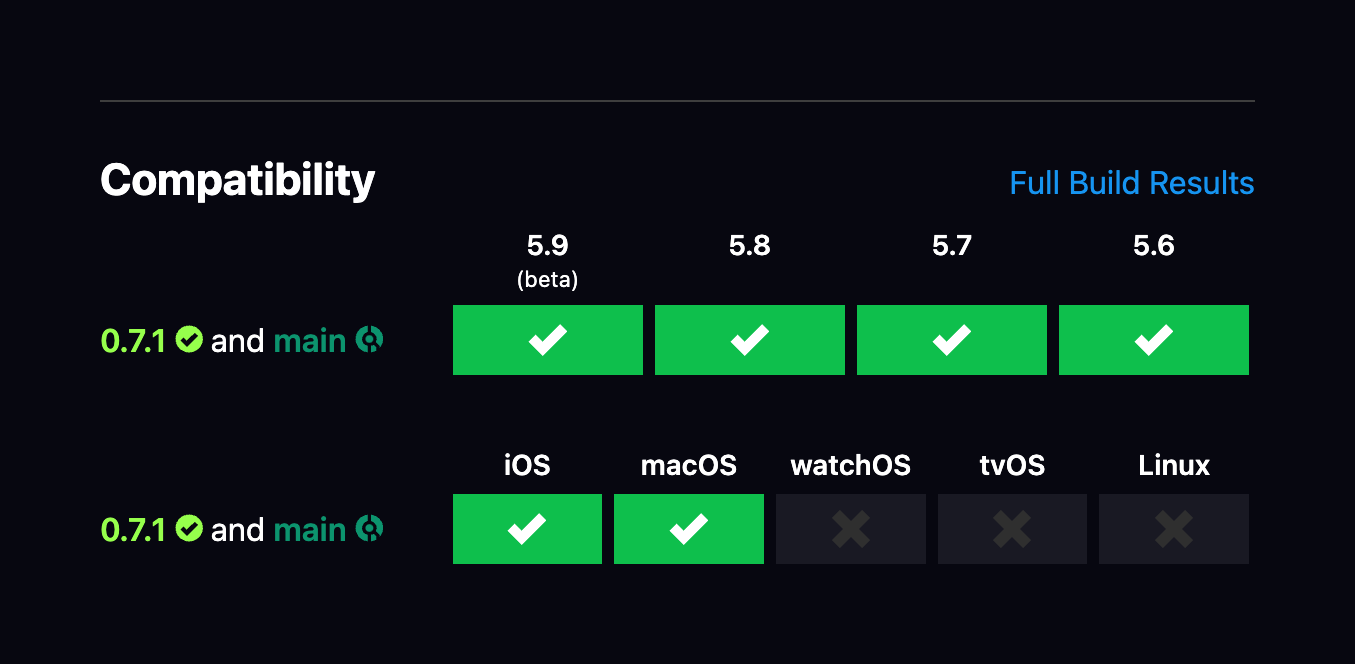 Compatibility
Full Build Results
5.9 5.8 5.7 5.6
(beta)
0.7.1 and main
iOS macOS watchOS tvOS Linux
0.7.1 and main